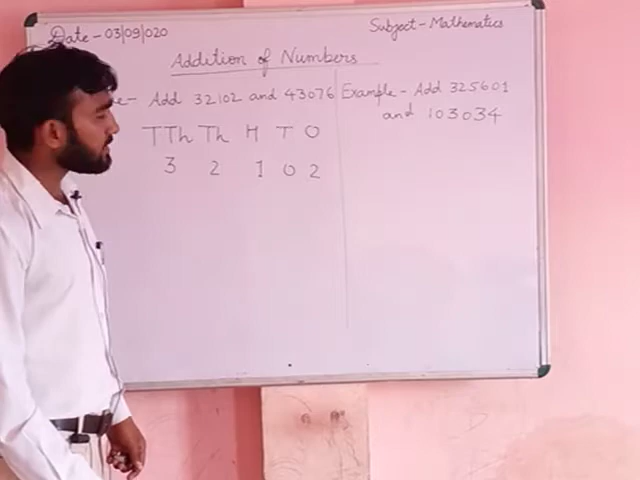 Date - 03/09/020
Subject - Mathematics
Addition of Numbers
Add 32102 and 43076
TTh Th H T O
3 2 1 0 2
Example - Add 325601
and 103034